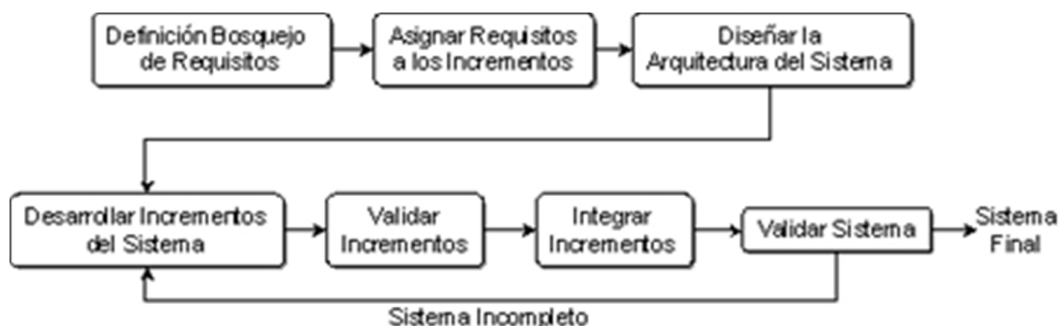 Definición Bosquejo
de Requisitos
Asignar Requisitos
a los Incrementos
Diseñar la
Arquitectura del Sistema
Desarrollar Incrementos
del Sistema
Validar
Incrementos
Integrar
Incrementos
Validar Sistema
Sistema
Final
Sistema Incompleto